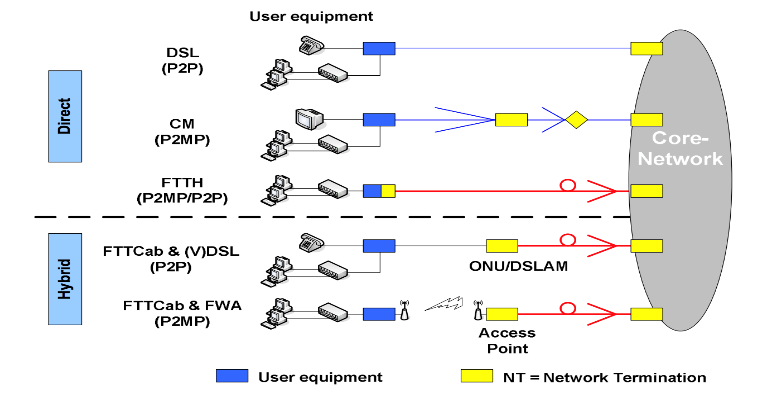 User equipment
DSL
(P2P)
CM
(P2MP)
FTTH
(P2MP/P2P)
Direct
Core-
Network
FTTCab & (V)DSL
(P2P)
ONU/DSLAM
FTTCab & FWA
(P2MP)
Access
Point
Hybrid
User equipment
NT = Network Termination